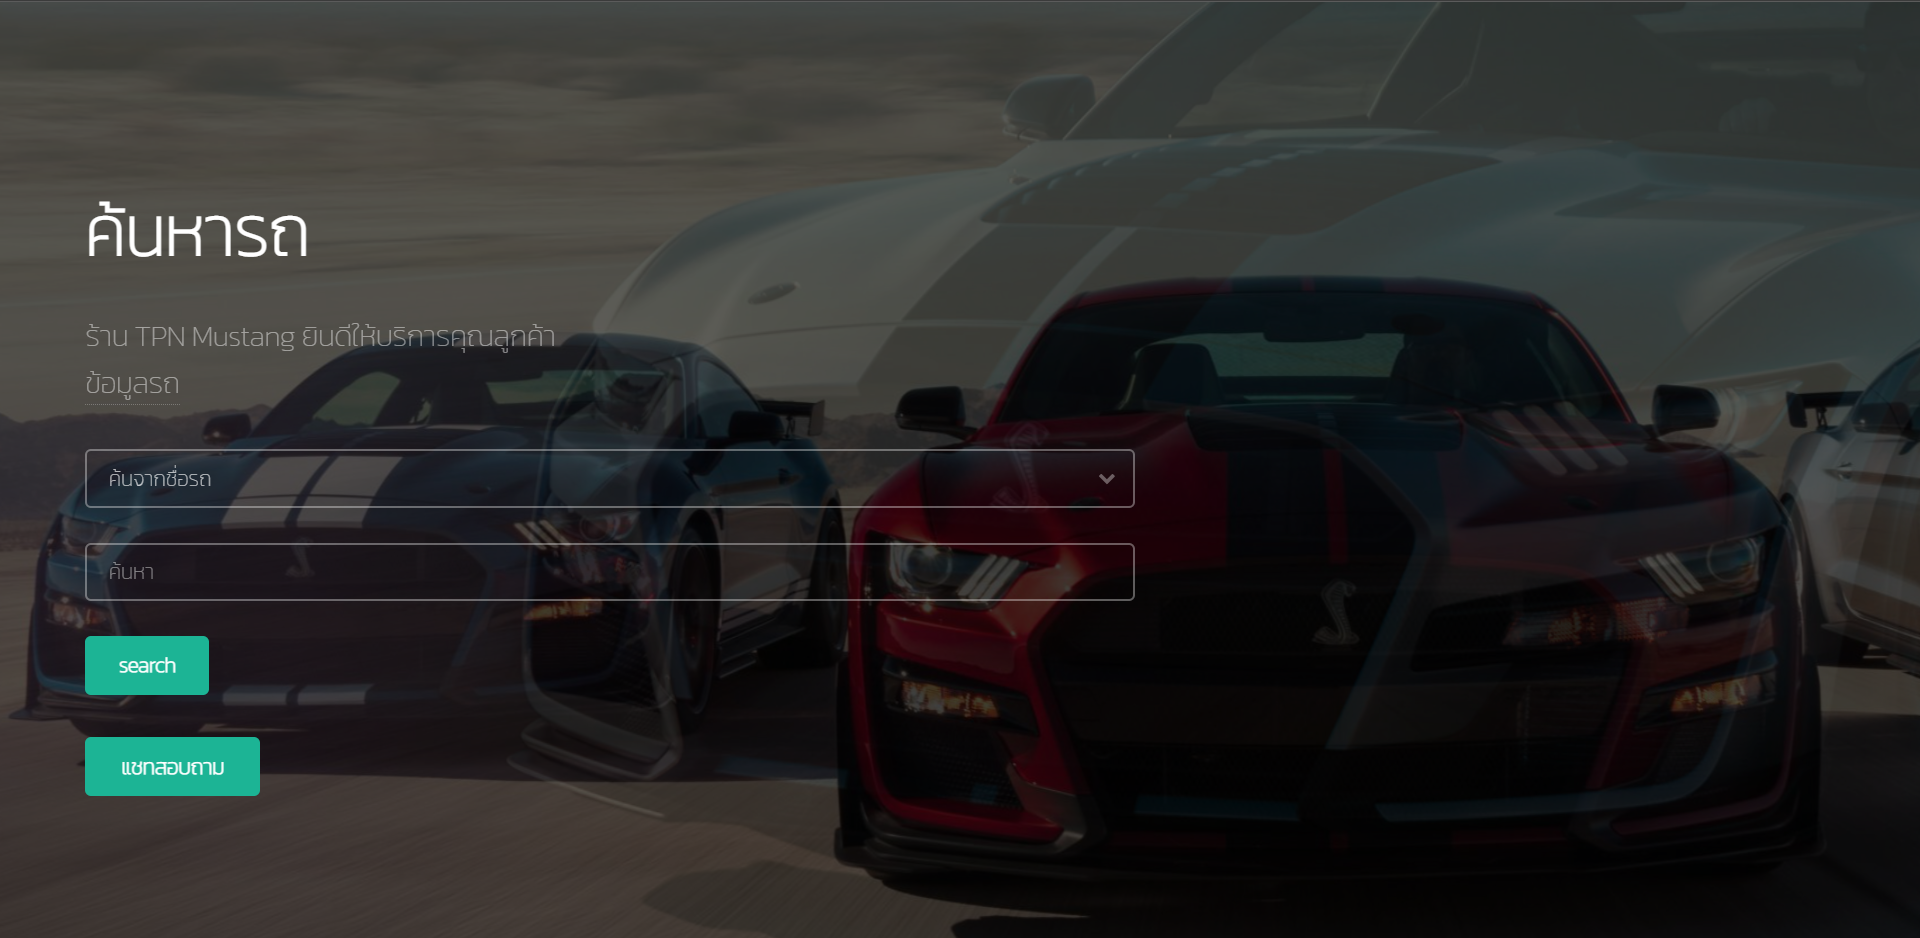 ค้นหารถ
ร้าน TPN Mustang ยินดีให้บริการคุณลูกค้า
ข้อมูลรถ
ค้นจากชื่อรถ
ค้นหา
search
แชทสอบถาม